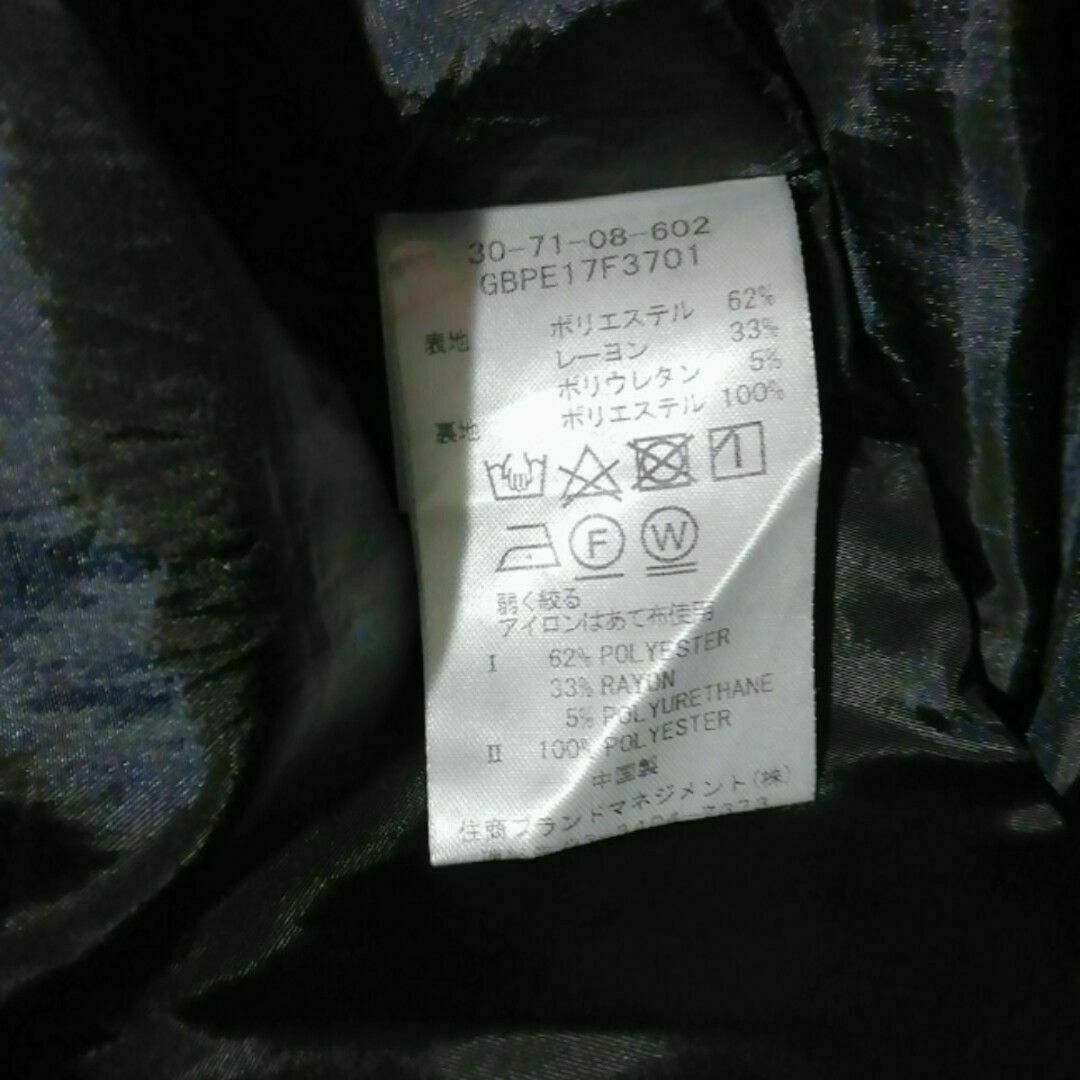 30-71-08-602
GBPE17F3701
表地 ポリエステル 62%
レーヨン 33%
ポリウレタン 5%
裏地 ポリエステル 100%
F W
弱く絞る
アイロンはあて布使用
I 62% POLYESTER
33% RAYON
5% POLYURETHANE
II 100% POLYESTER
中国製
住商ブランドマネジメント(株)